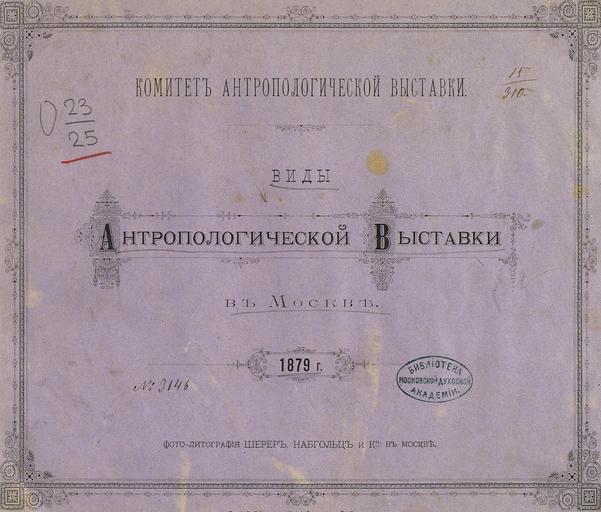 КОМИТЕТЪ АНТРОПОЛОГИЧЕСКОЙ ВЫСТАВКИ.
15
310
23
25
ВИДЫ
АНТРОПОЛОГИЧЕСКОЙ ВЫСТАВКИ
ВЪ МОСКВѢ.
1879 г.
№ 3146
БИБЛІОТЕКА
МОСКОВСКОЙ ДУХОВНОЙ
АКАДЕМІИ.
ФОТО-ЛИТОГРАФІЯ ШЕРЕРЪ, НАБГОЛЬЦЪ и Кº ВЪ МОСКВѢ.